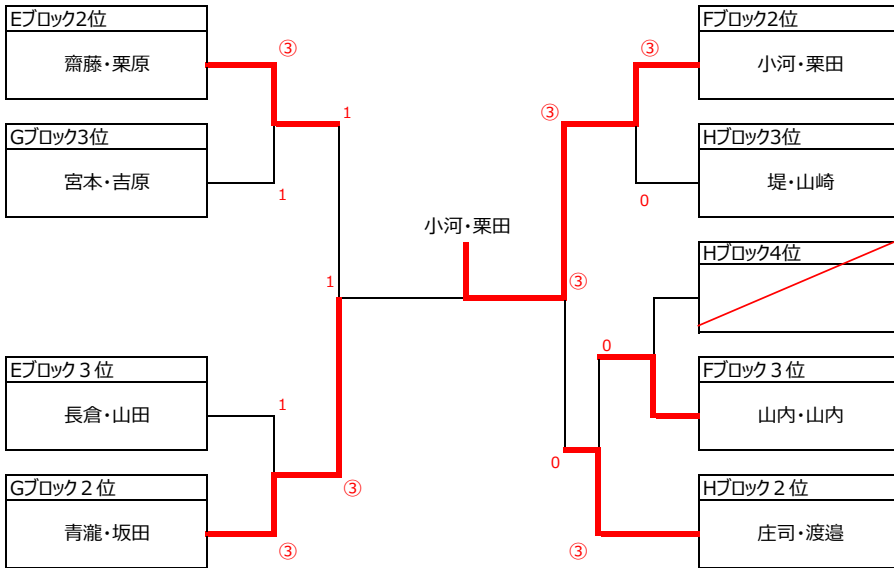 Eブロック2位
齋藤・栗原
Gブロック3位
宮本・吉原
Eブロック３位
長倉・山田
Gブロック２位
青瀧・坂田
③
1
1
1
1
③
③
小河・栗田
③
③
③
0
0
0
③
Fブロック2位
小河・栗田
Hブロック3位
堤・山崎
Hブロック4位
Fブロック３位
山内・山内
Hブロック２位
庄司・渡邉